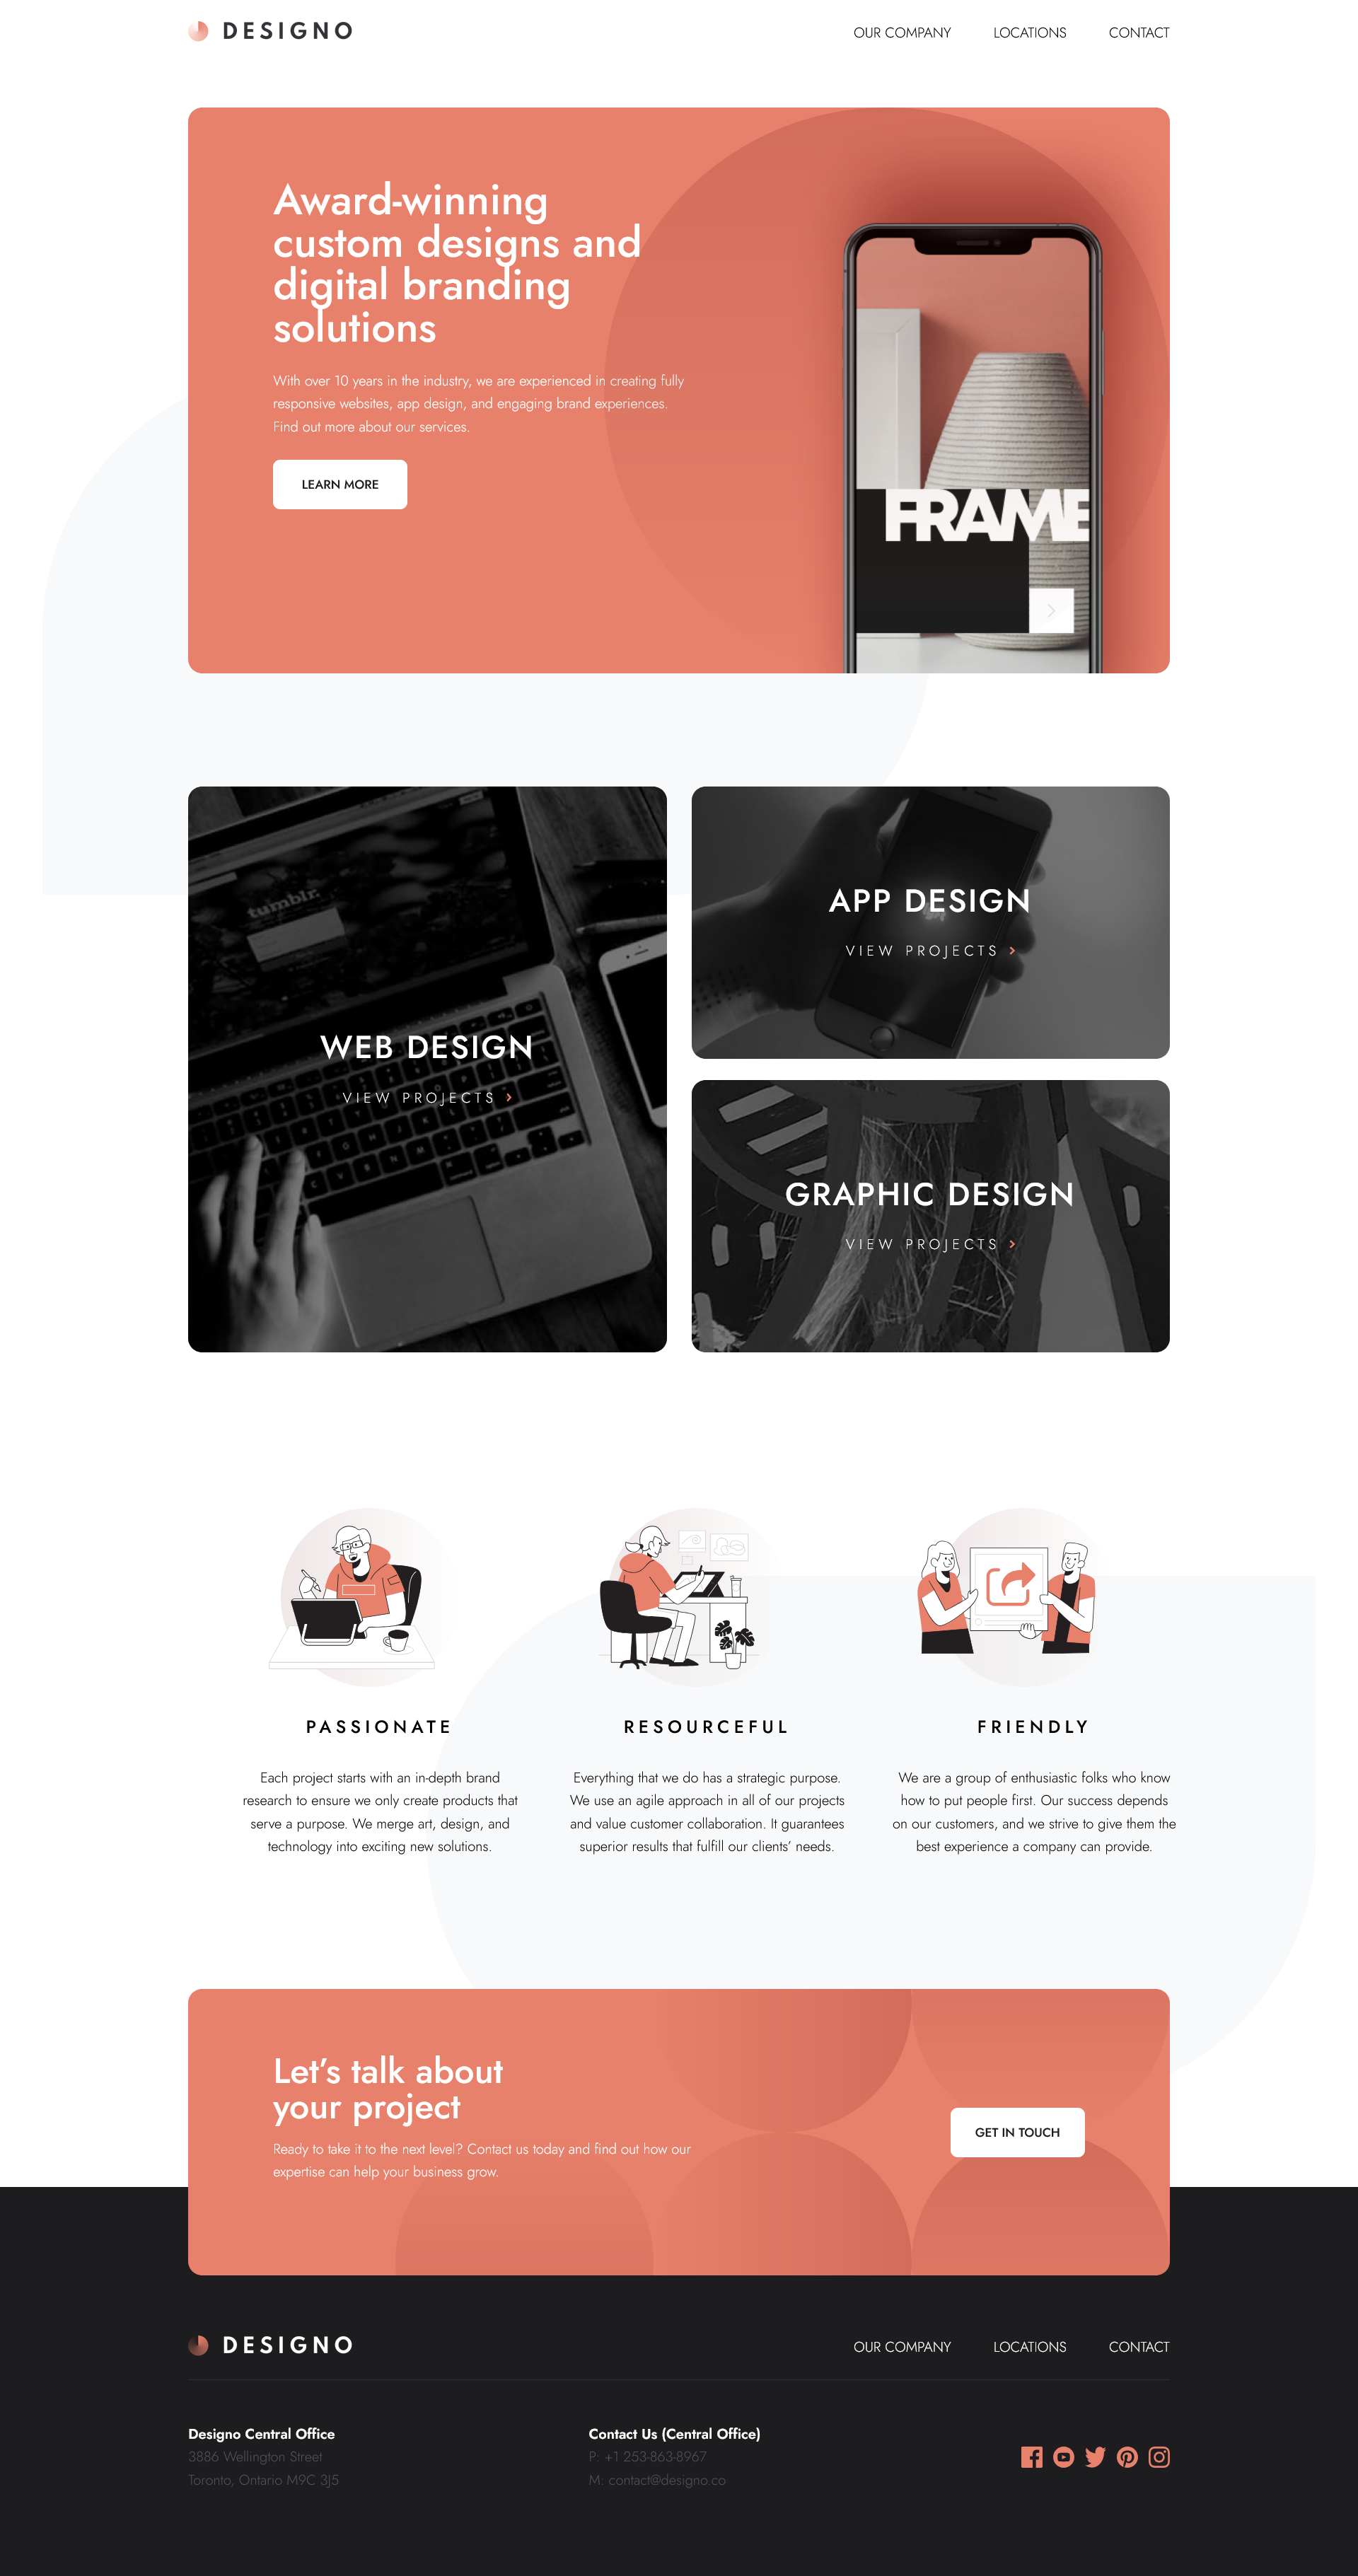 DESIGNO
OUR COMPANY
LOCATIONS
CONTACT
Award-winning
custom designs and
digital branding
solutions
With over 10 years in the industry, we are experienced in creating fully
responsive websites, app design, and engaging brand experiences.
Find out more about our services.
LEARN MORE
FRAME
tumblr.
WEB DESIGN
VIEW PROJECTS
APP DESIGN
VIEW PROJECTS
GRAPHIC DESIGN
VIEW PROJECTS
PASSIONATE
Each project starts with an in-depth brand
research to ensure we only create products that
serve a purpose. We merge art, design, and
technology into exciting new solutions.
RESOURCEFUL
Everything that we do has a strategic purpose.
We use an agile approach in all of our projects
and value customer collaboration. It guarantees
superior results that fulfill our clients’ needs.
FRIENDLY
We are a group of enthusiastic folks who know
how to put people first. Our success depends
on our customers, and we strive to give them the
best experience a company can provide.
Let’s talk about
your project
Ready to take it to the next level? Contact us today and find out how our
expertise can help your business grow.
GET IN TOUCH
DESIGNO
OUR COMPANY
LOCATIONS
CONTACT
Designo Central Office
3886 Wellington Street
Toronto, Ontario M9C 3J5
Contact Us (Central Office)
P: +1 253-863-8967
M: contact@designo.co